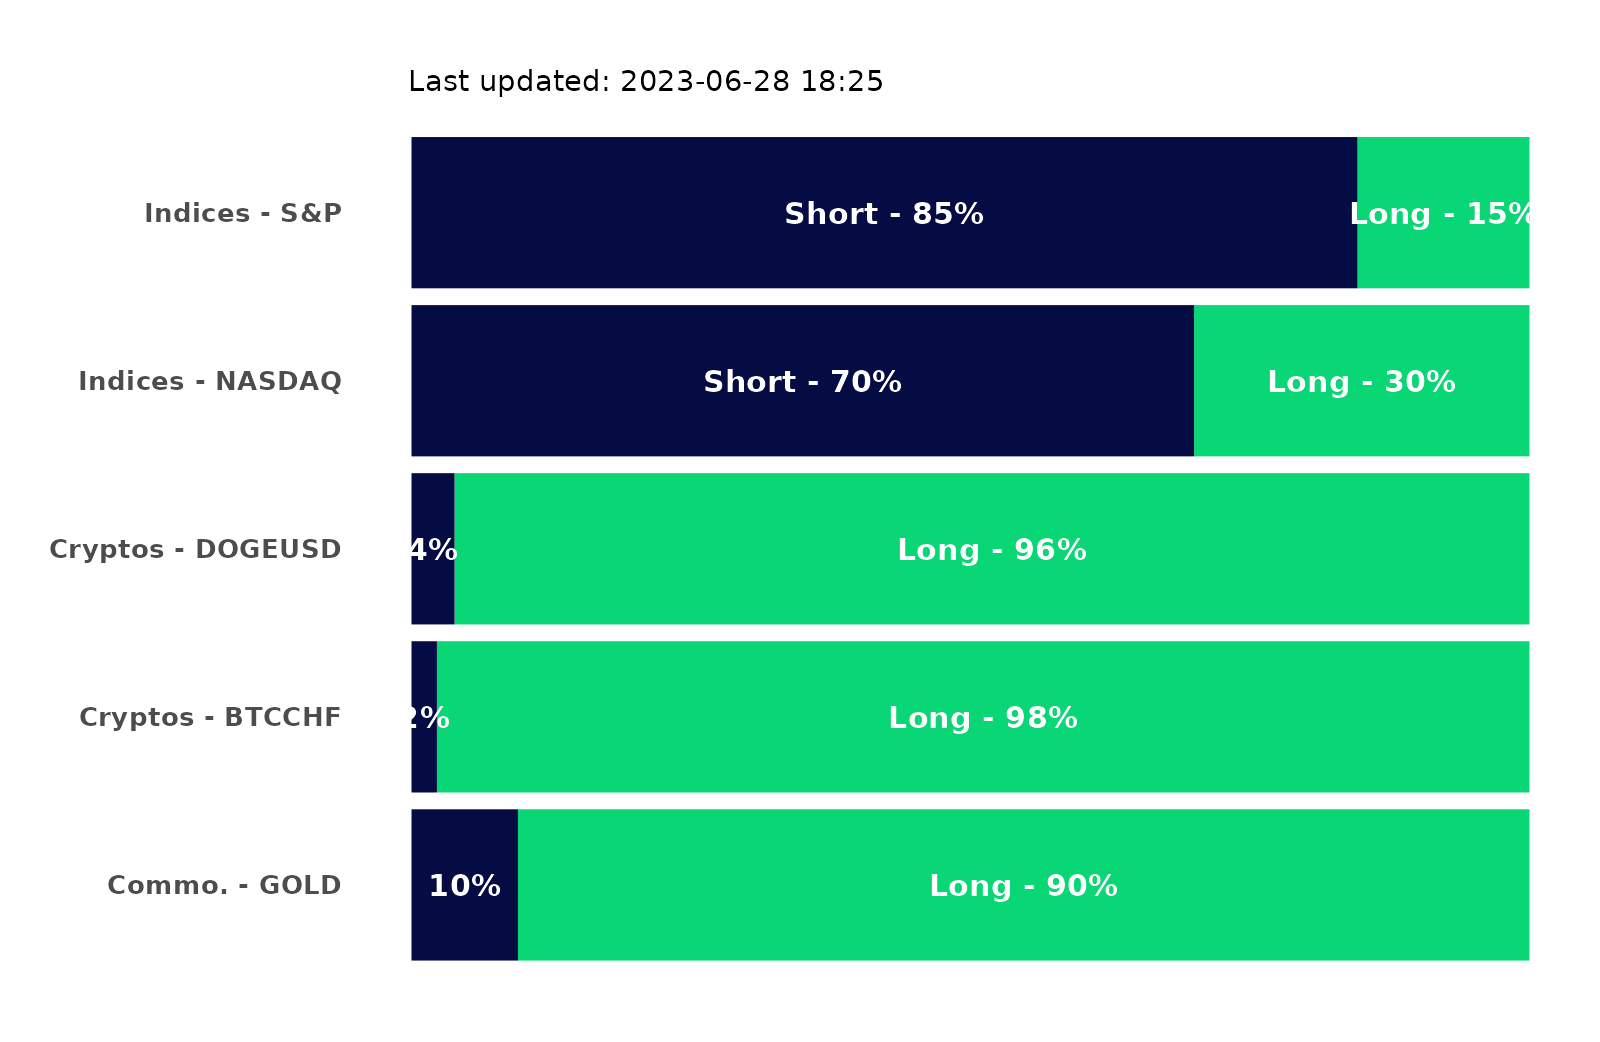 Last updated: 2023-06-28 18:25
Indices - S&P Short - 85% Long - 15%
Indices - NASDAQ Short - 70% Long - 30%
Cryptos - DOGEUSD 4% Long - 96%
Cryptos - BTCCHF 2% Long - 98%
Commo. - GOLD 10% Long - 90%